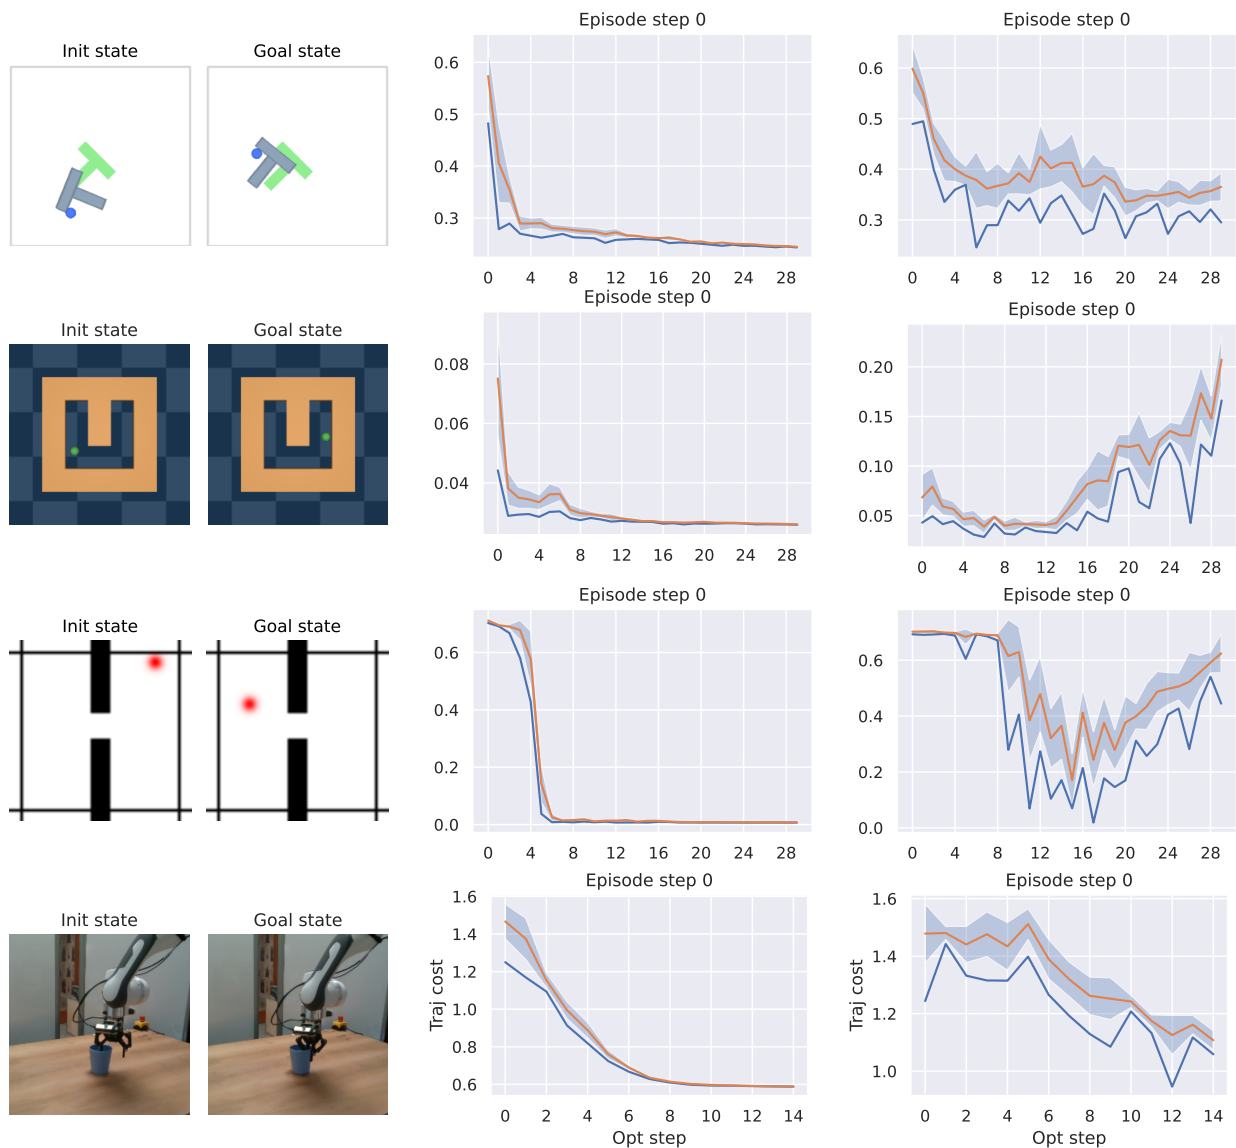 Init state
Goal state
Episode step 0
0.6
0.5
0.4
0.3
0 4 8 12 16 20 24 28
Episode step 0
0.6
0.5
0.4
0.3
0 4 8 12 16 20 24 28
Init state
Goal state
Episode step 0
0.08
0.06
0.04
0 4 8 12 16 20 24 28
Episode step 0
0.20
0.15
0.10
0.05
0 4 8 12 16 20 24 28
Init state
Goal state
Episode step 0
0.6
0.4
0.2
0.0
0 4 8 12 16 20 24 28
Episode step 0
0.6
0.4
0.2
0.0
0 4 8 12 16 20 24 28
Init state
Goal state
Episode step 0
Traj cost
1.6
1.4
1.2
1.0
0.8
0.6
0 2 4 6 8 10 12 14
Opt step
Episode step 0
Traj cost
1.6
1.4
1.2
1.0
0 2 4 6 8 10 12 14
Opt step